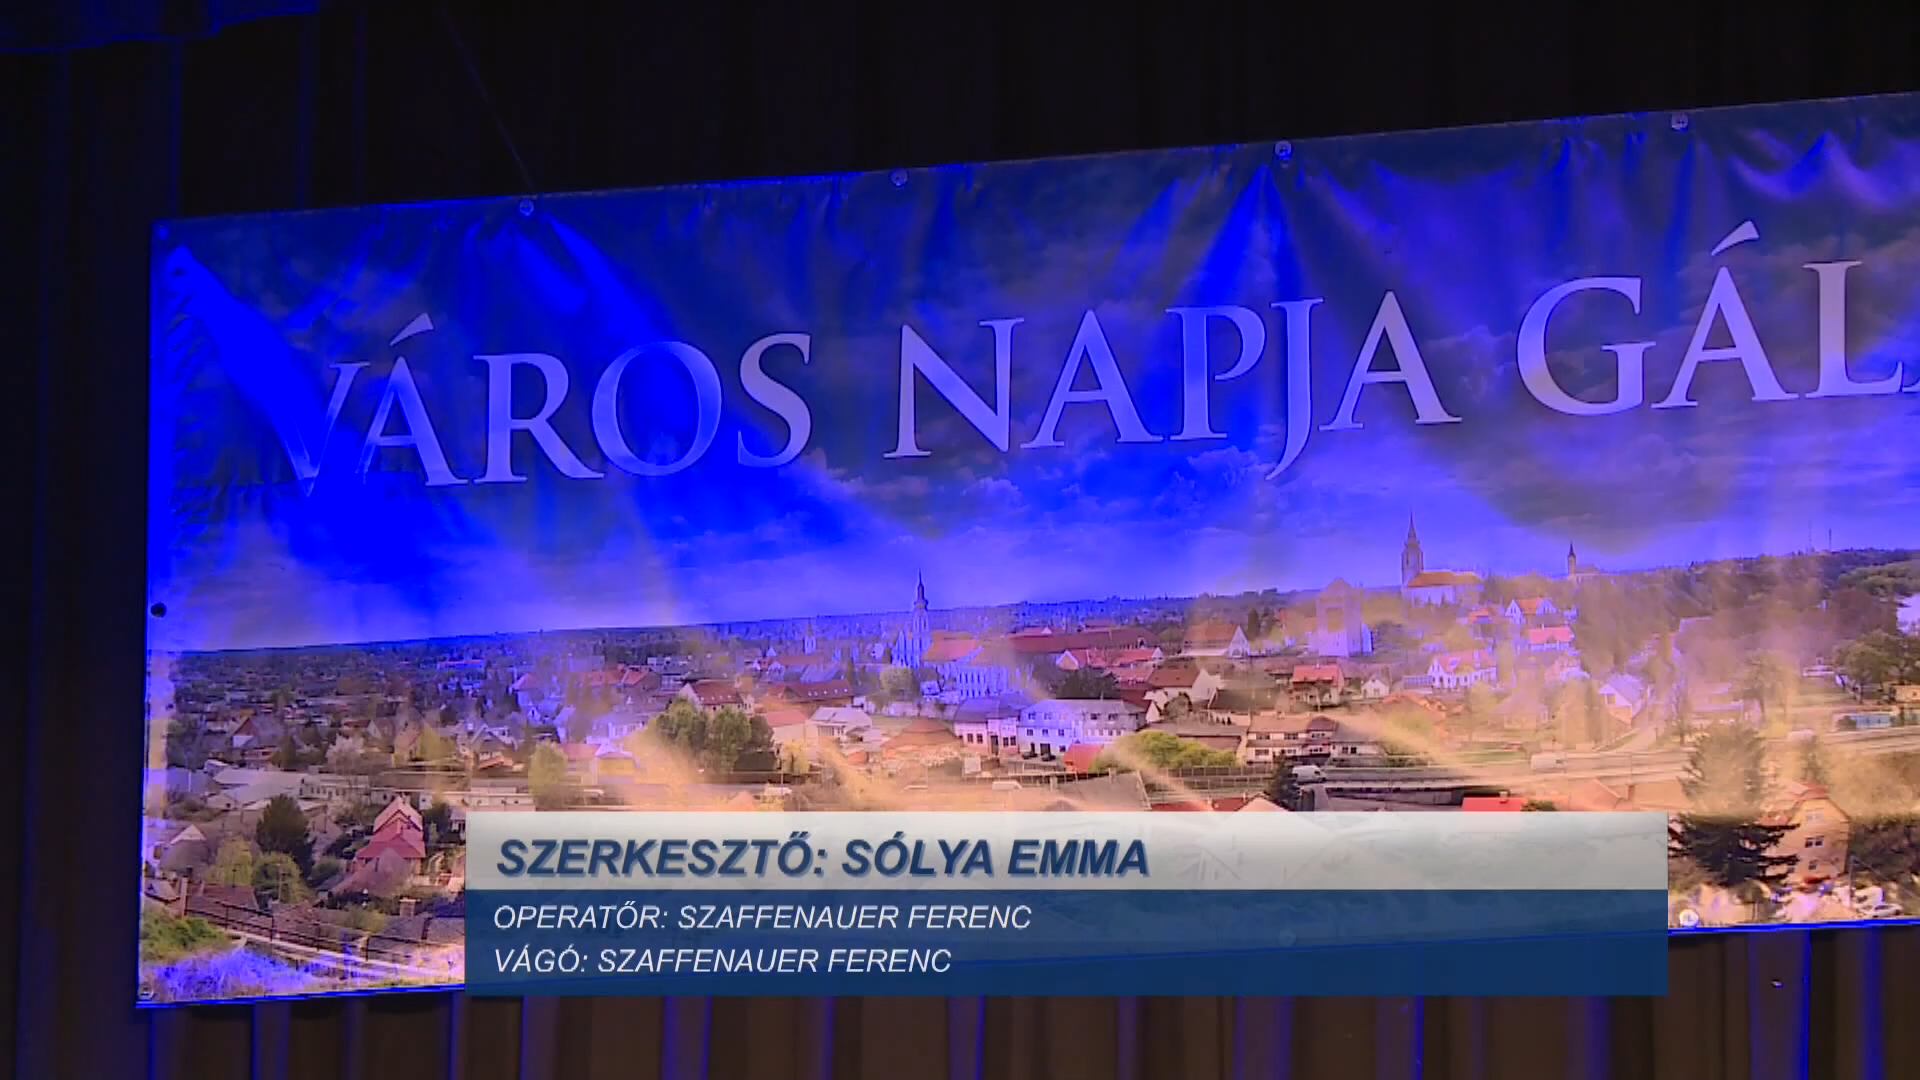 VÁROS NAPJA GÁL
SZERKESZTŐ: SÓLYA EMMA
OPERATŐR: SZAFFENAUER FERENC
VÁGÓ: SZAFFENAUER FERENC